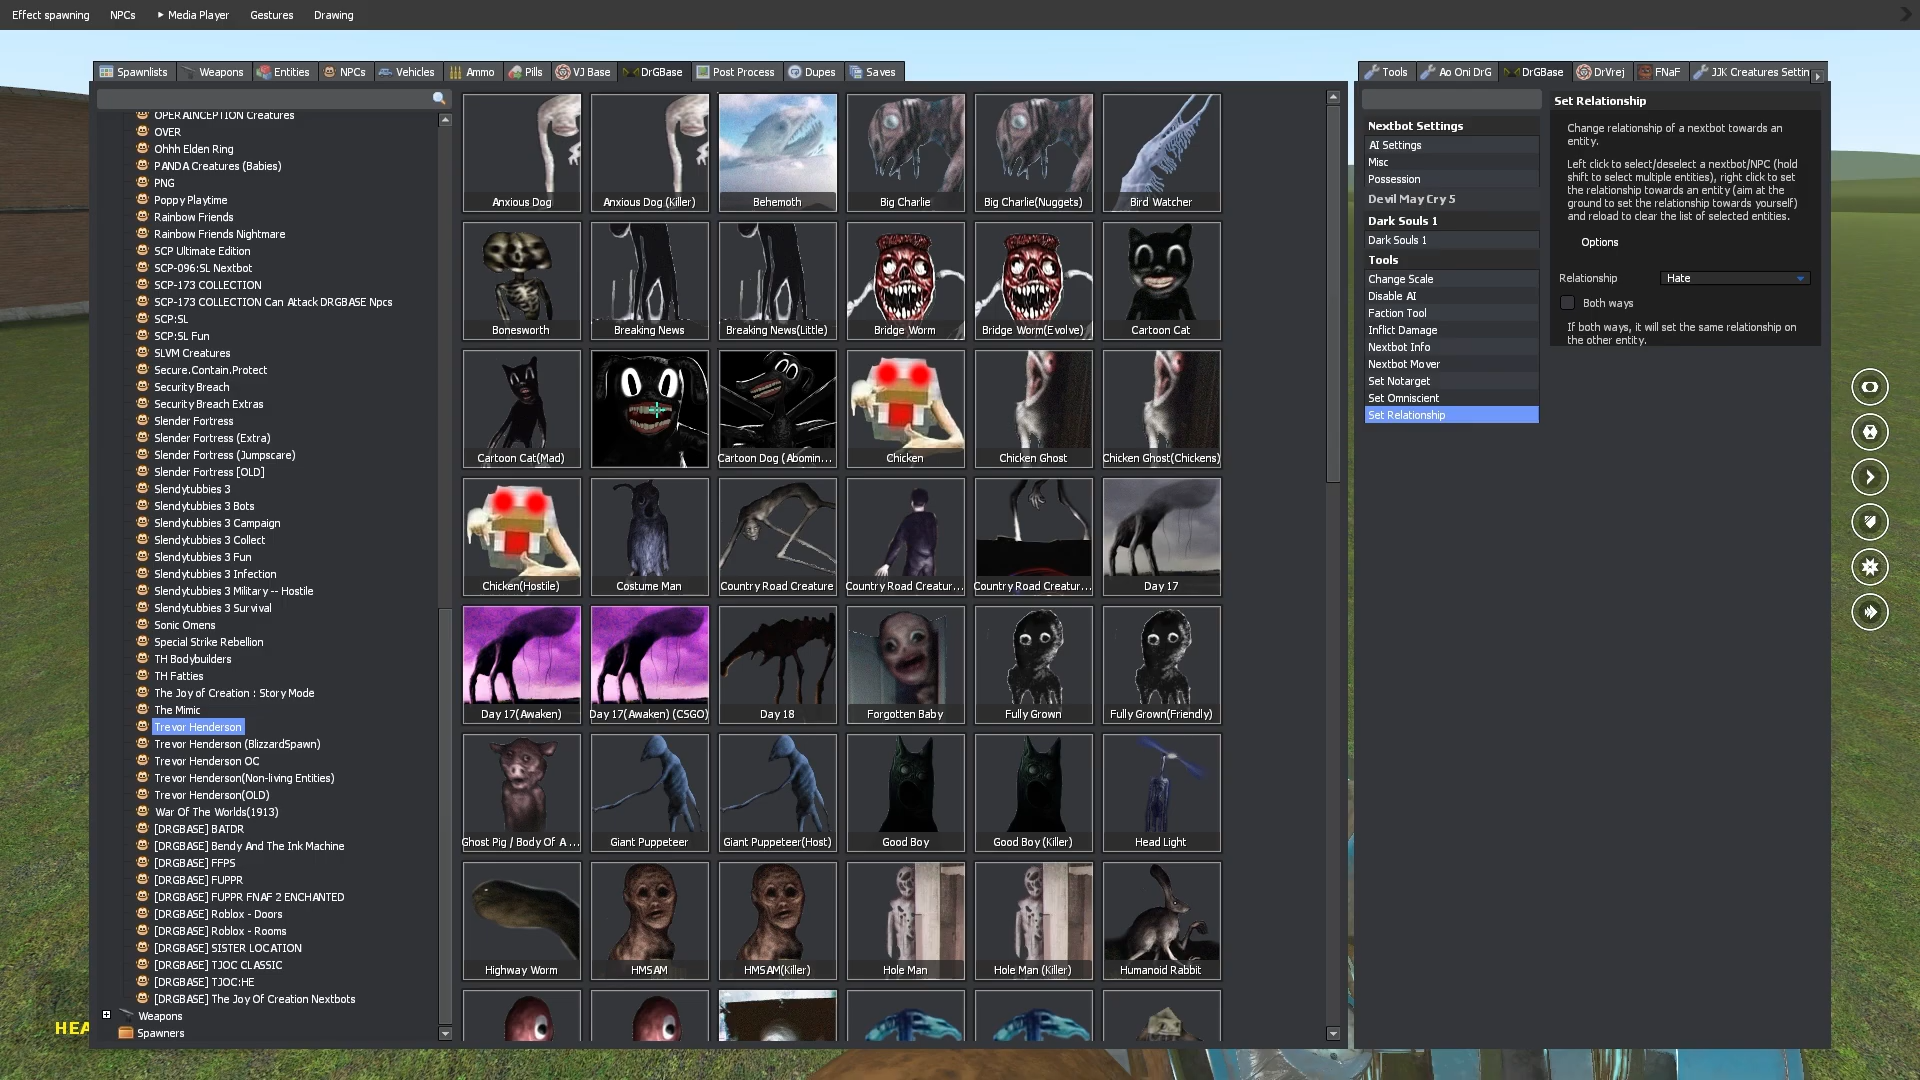 Effect spawning NPCs Media Player Gestures Drawing
Spawnlists Weapons Entities NPCs Vehicles Ammo Pills VJ Base DrGBase Post Process Dupes Saves
Tools Ao Oni DrG DrGBase DrVrej FNaF JJK Creatures Settin
OPERAINCEPTION Creatures
OVER
Ohhh Elden Ring
PANDA Creatures (Babies)
PNG
Poppy Playtime
Rainbow Friends
Rainbow Friends Nightmare
SCP Ultimate Edition
SCP-096:SL Nextbot
SCP-173 COLLECTION
SCP-173 COLLECTION Can Attack DRGBASE Npcs
SCP:SL
SCP:SL Fun
SLVM Creatures
Secure.Contain.Protect
Security Breach
Security Breach Extras
Slender Fortress
Slender Fortress (Extra)
Slender Fortress (Jumpscare)
Slender Fortress [OLD]
Slendytubbies 3
Slendytubbies 3 Bots
Slendytubbies 3 Campaign
Slendytubbies 3 Collect
Slendytubbies 3 Fun
Slendytubbies 3 Infection
Slendytubbies 3 Military -- Hostile
Slendytubbies 3 Survival
Sonic Omens
Special Strike Rebellion
TH Bodybuilders
TH Fatties
The Joy of Creation : Story Mode
The Mimic
Trevor Henderson
Trevor Henderson (BlizzardSpawn)
Trevor Henderson OC
Trevor Henderson(Non-living Entities)
Trevor Henderson(OLD)
War Of The Worlds(1913)
[DRGBASE] BATDR
[DRGBASE] Bendy And The Ink Machine
[DRGBASE] FFPS
[DRGBASE] FUPPR
[DRGBASE] FUPPR FNAF 2 ENCHANTED
[DRGBASE] Roblox - Doors
[DRGBASE] Roblox - Rooms
[DRGBASE] SISTER LOCATION
[DRGBASE] TJOC CLASSIC
[DRGBASE] TJOC:HE
[DRGBASE] The Joy Of Creation Nextbots
Weapons
Spawners
HEA
Anxious Dog Anxious Dog (Killer) Behemoth Big Charlie Big Charlie(Nuggets) Bird Watcher
Bonesworth Breaking News Breaking News(Little) Bridge Worm Bridge Worm(Evolve) Cartoon Cat
Cartoon Cat(Mad) Cartoon Dog (Abomin... Chicken Chicken Ghost Chicken Ghost(Chickens)
Chicken(Hostile) Costume Man Country Road Creature Country Road Creatur... Country Road Creatur... Day 17
Day 17(Awaken) Day 17(Awaken) (CSGO) Day 18 Forgotten Baby Fully Grown Fully Grown(Friendly)
Ghost Pig / Body Of A ... Giant Puppeteer Giant Puppeteer(Host) Good Boy Good Boy (Killer) Head Light
Highway Worm HMSAM HMSAM(Killer) Hole Man Hole Man (Killer) Humanoid Rabbit
Nextbot Settings
AI Settings
Misc
Possession
Devil May Cry 5
Dark Souls 1
Dark Souls 1
Tools
Change Scale
Disable AI
Faction Tool
Inflict Damage
Nextbot Info
Nextbot Mover
Set Notarget
Set Omniscient
Set Relationship
Set Relationship
Change relationship of a nextbot towards an
entity.
Left click to select/deselect a nextbot/NPC (hold
shift to select multiple entities), right click to set
the relationship towards an entity (aim at the
ground to set the relationship towards yourself)
and reload to clear the list of selected entities.
Options
Relationship Hate
Both ways
If both ways, it will set the same relationship on
the other entity.